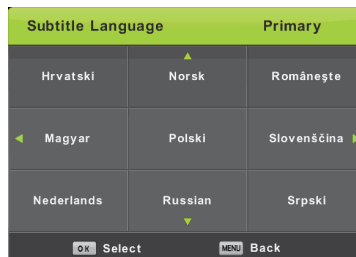 Subtitle Language Primary
Hrvatski Norsk Românește
Magyar Polski Slovenščina
Nederlands Russian Srpski
OK Select MENU Back